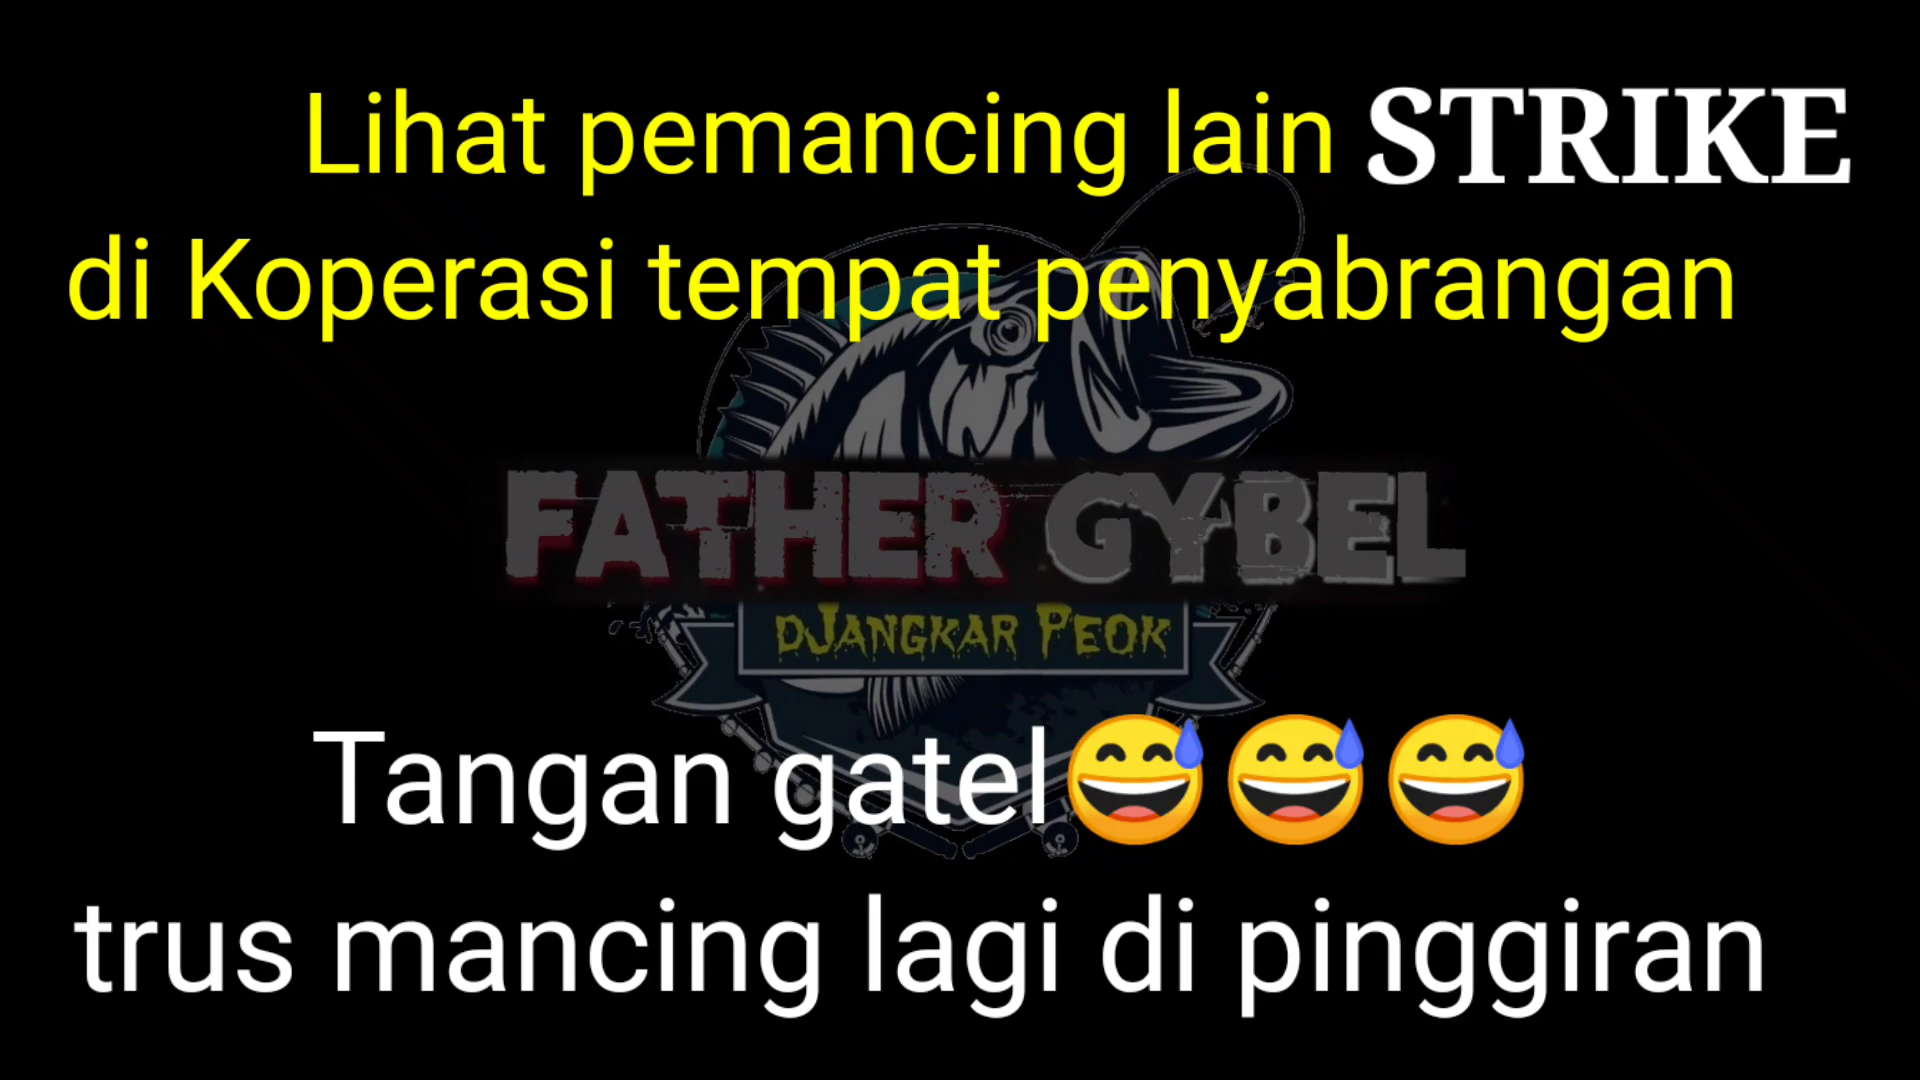 Lihat pemancing lain STRIKE
di Koperasi tempat penyabrangan
FATHER GYBEL
DJANGKAR PEOK
Tangan gatel😅😅😅
trus mancing lagi di pinggiran